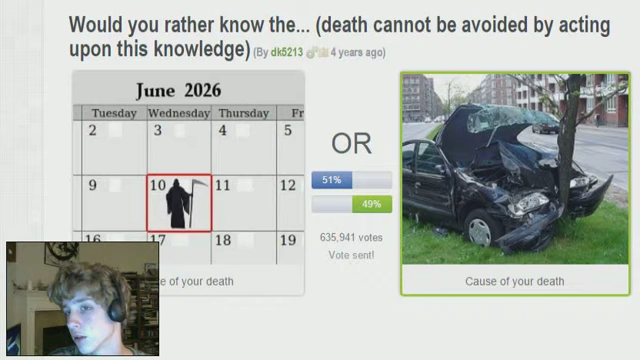 Would you rather know the... (death cannot be avoided by acting
upon this knowledge) (By dk5213 4 years ago)
June 2026
Tuesday Wednesday Thursday Fr
2 3 4 5
9 10 11 12
16 17 18 19
OR
51%
49%
635,941 votes
Vote sent!
e of your death
Cause of your death